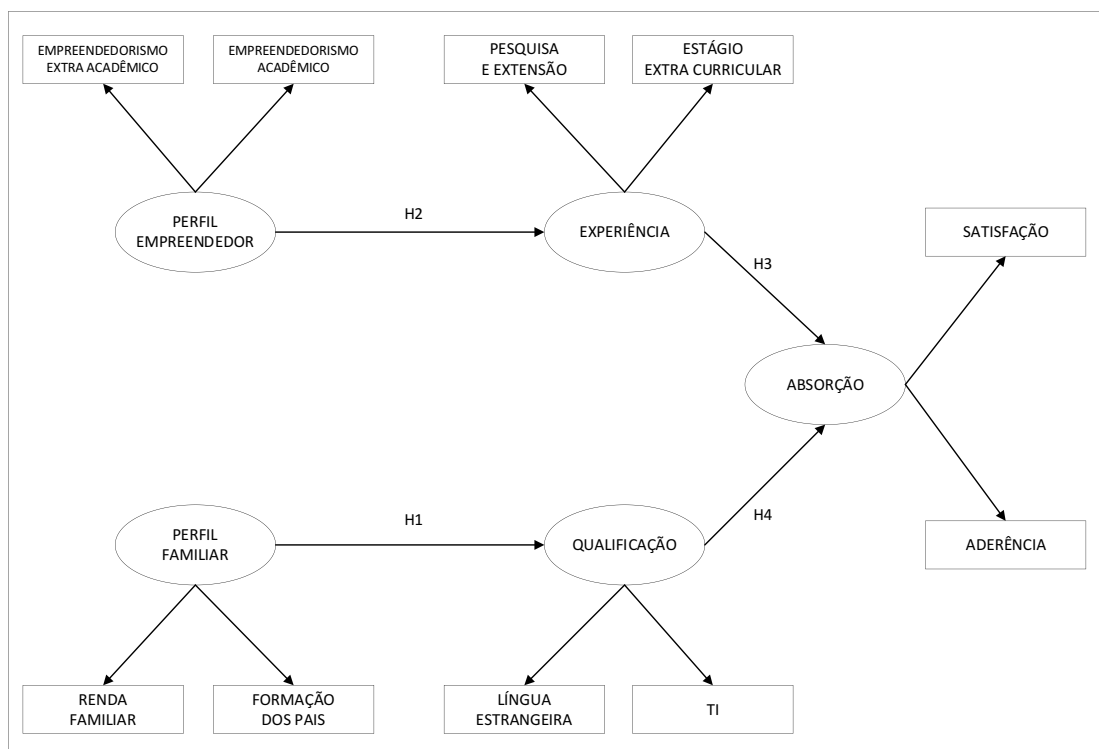 EMPREENDEDORISMO
EXTRA ACADÊMICO
EMPREENDEDORISMO
ACADÊMICO
PESQUISA
E EXTENSÃO
ESTÁGIO
EXTRA CURRICULAR
PERFIL
EMPREENDEDOR
H2
EXPERIÊNCIA
SATISFAÇÃO
H3
ABSORÇÃO
PERFIL
FAMILIAR
H1
QUALIFICAÇÃO
H4
ADERÊNCIA
RENDA
FAMILIAR
FORMAÇÃO
DOS PAIS
LÍNGUA
ESTRANGEIRA
TI